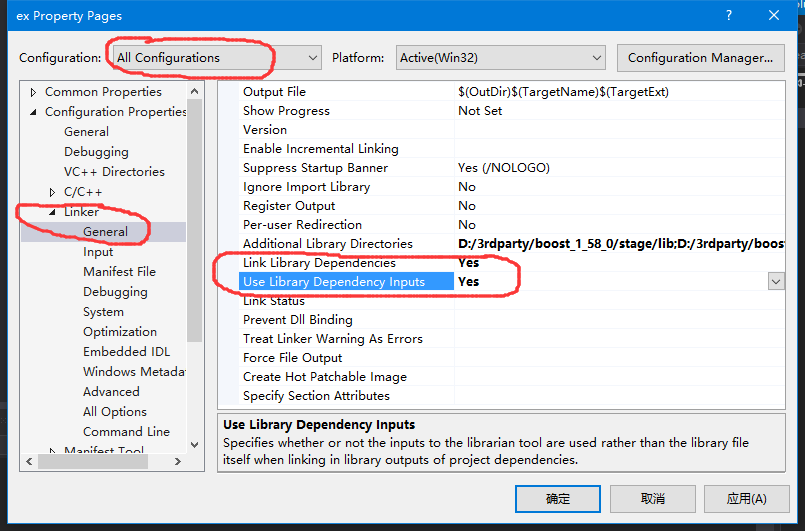 ex Property Pages
Configuration: All Configurations Platform: Active(Win32) Configuration Manager...
Common Properties
Configuration Properties
General
Debugging
VC++ Directories
C/C++
Linker
General
Input
Manifest File
Debugging
System
Optimization
Embedded IDL
Windows Metada
Advanced
All Options
Command Line
Manifest Tool
Output File $(OutDir)$(TargetName)$(TargetExt)
Show Progress Not Set
Version
Enable Incremental Linking
Suppress Startup Banner Yes (/NOLOGO)
Ignore Import Library No
Register Output No
Per-user Redirection No
Additional Library Directories D:/3rdparty/boost_1_58_0/stage/lib;D:/3rdparty/boost
Link Library Dependencies Yes
Use Library Dependency Inputs Yes
Link Status
Prevent Dll Binding
Treat Linker Warning As Errors
Force File Output
Create Hot Patchable Image
Specify Section Attributes
Use Library Dependency Inputs
Specifies whether or not the inputs to the librarian tool are used rather than the library file
itself when linking in library outputs of project dependencies.
确定 取消 应用(A)